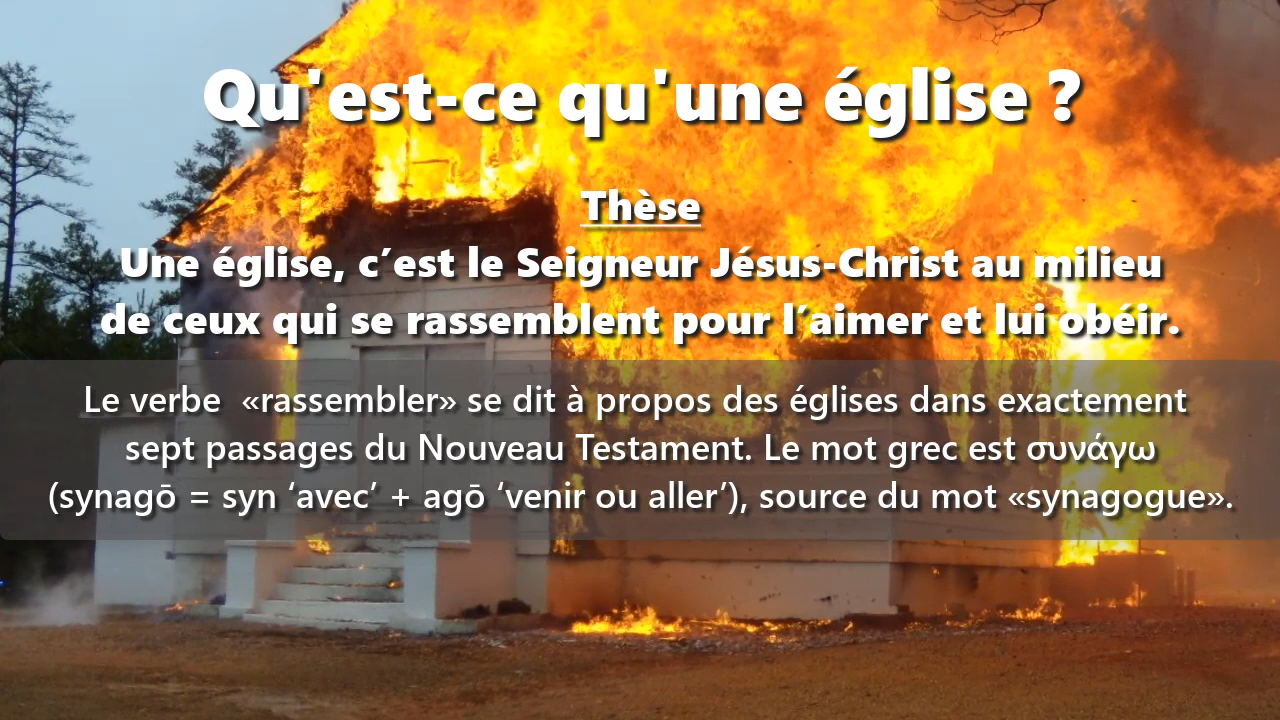 Qu'est-ce qu'une église ?
Thèse
Une église, c´est le Seigneur Jésus-Christ au milieu
de ceux qui se rassemblent pour l´aimer et lui obéir.
Le verbe  «rassembler» se dit à propos des églises dans exactement
sept passages du Nouveau Testament. Le mot grec est συνάγω
(synagō = syn ‘avec’ + agō ‘venir ou aller’), source du mot «synagogue».